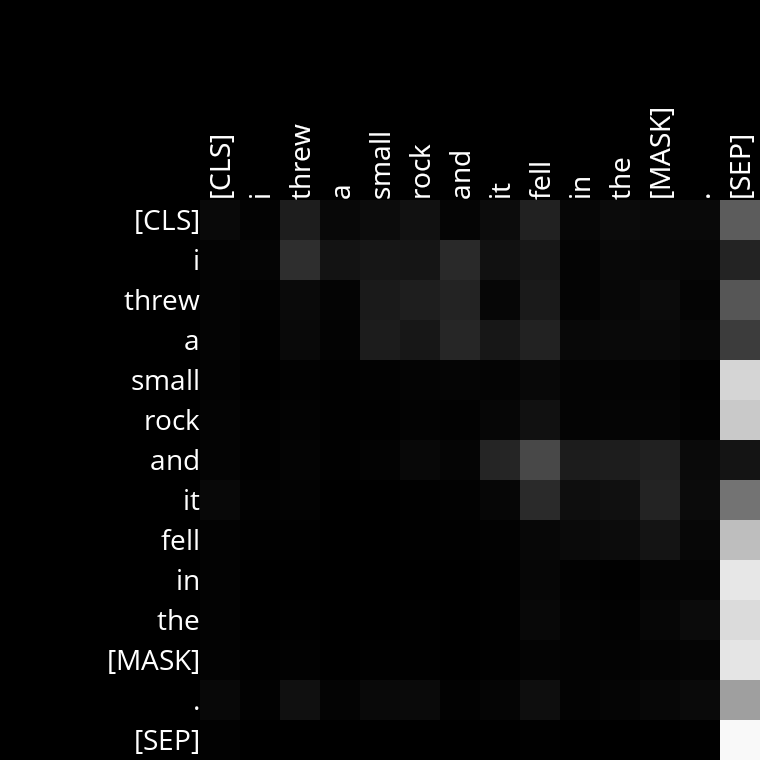 [CLS] i threw a small rock and it fell in the [MASK] . [SEP]
[CLS]
i
threw
a
small
rock
and
it
fell
in
the
[MASK]
.
[SEP]